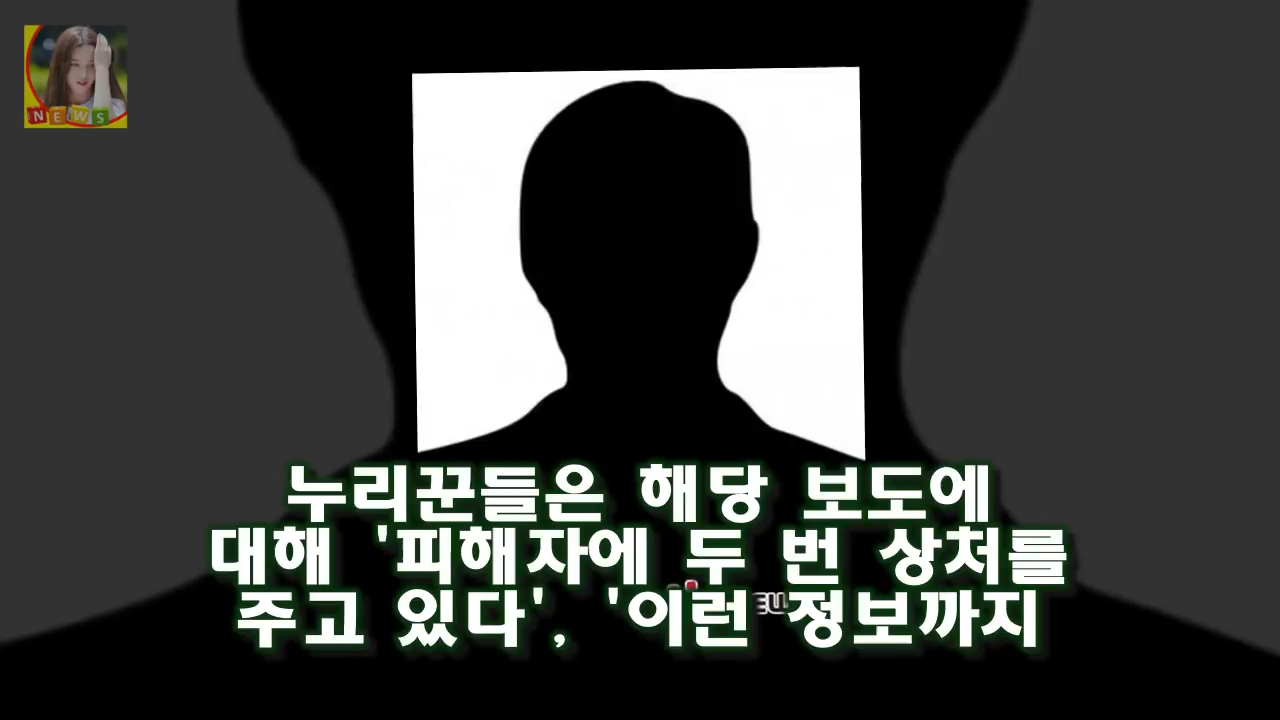 NEWS
누리꾼들은 해당 보도에
대해 '피해자에 두 번 상처를
주고 있다', '이런 정보까지